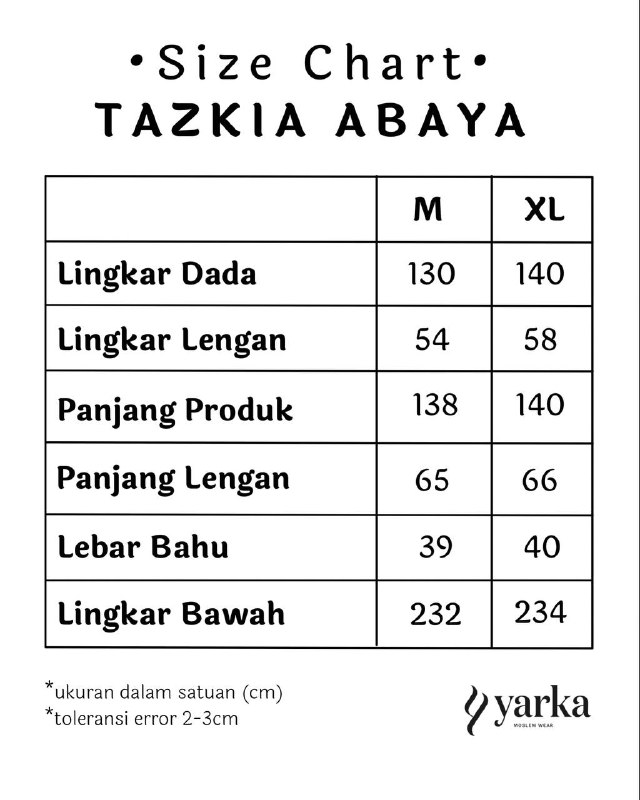 •Size Chart•
TAZKIA ABAYA
M XL
Lingkar Dada 130 140
Lingkar Lengan 54 58
Panjang Produk 138 140
Panjang Lengan 65 66
Lebar Bahu 39 40
Lingkar Bawah 232 234
*ukuran dalam satuan (cm)
*toleransi error 2-3cm
yarka
MOSLEM WEAR